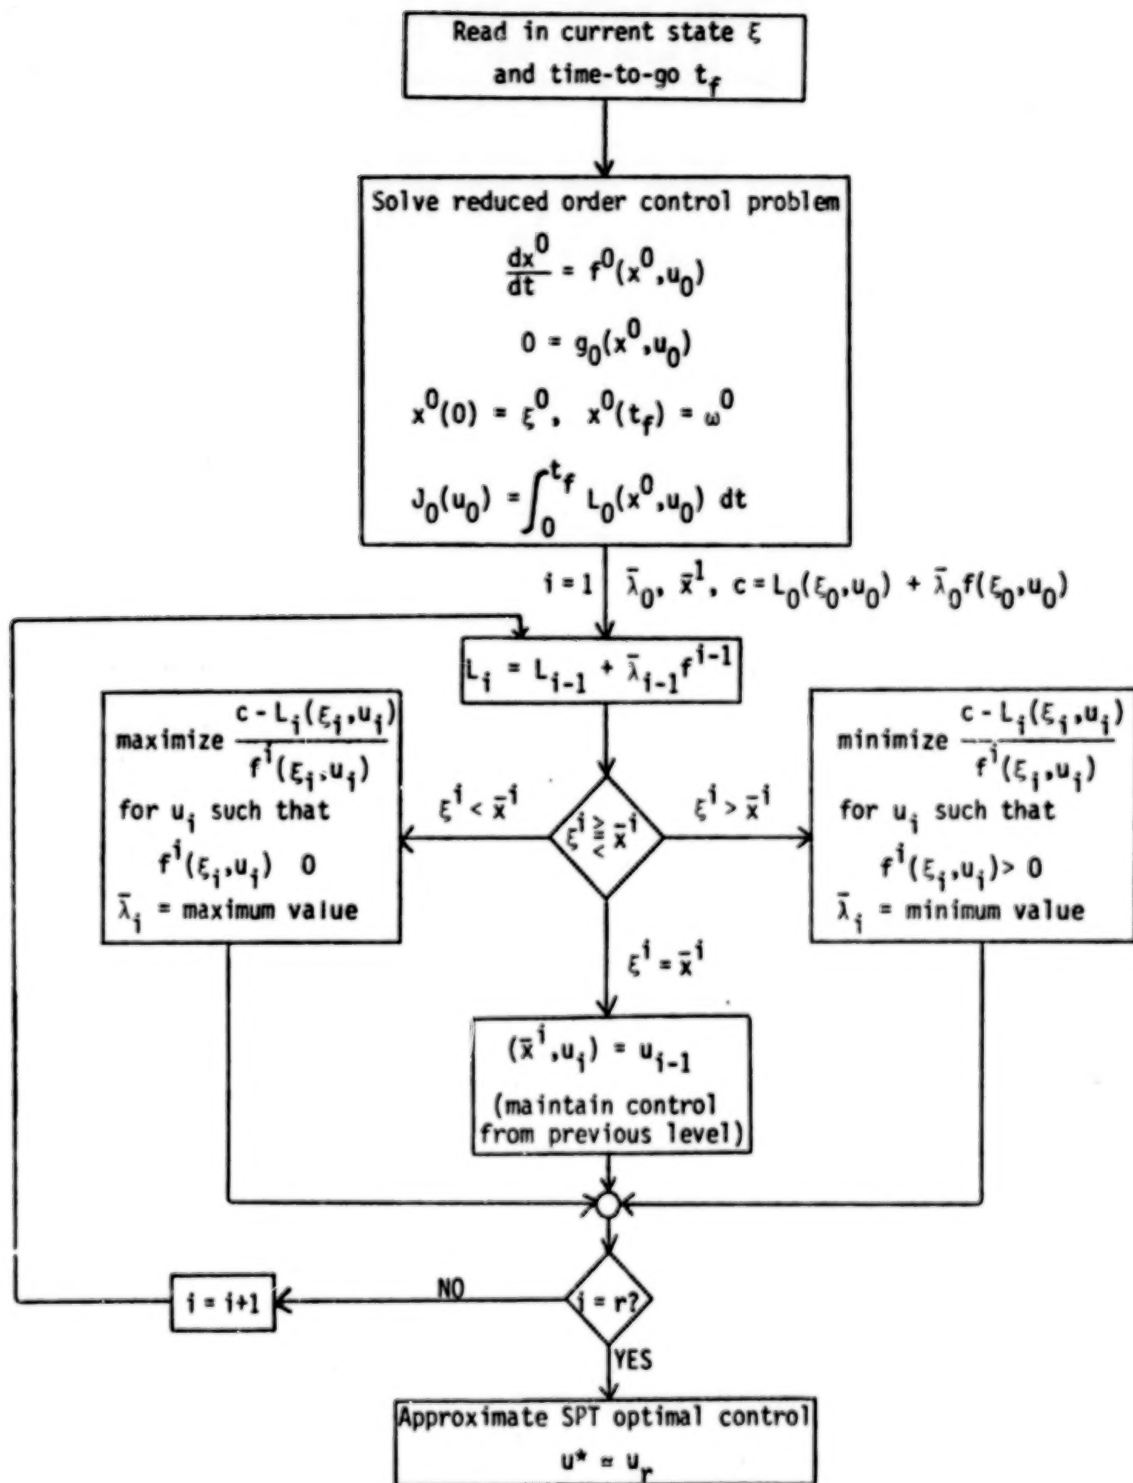 Read in current state ξ
and time-to-go t_f
Solve reduced order control problem
dx^0/dt = f^0(x^0,u_0)
0 = g_0(x^0,u_0)
x^0(0) = ξ^0, x^0(t_f) = ω^0
J_0(u_0) = ∫_0^{t_f} L_0(x^0,u_0) dt
i = 1 λ̄_0, x̄^1, c = L_0(ξ_0,u_0) + λ̄_0 f(ξ_0,u_0)
L_i = L_{i-1} + λ̄_{i-1} f^{i-1}
maximize (c - L_i(ξ_i,u_i))/(f^i(ξ_i,u_i))
for u_i such that
f^i(ξ_i,u_i) 0
λ̄_i = maximum value
ξ^i < x̄^i
ξ^i >=< x̄^i
ξ^i > x̄^i
minimize (c - L_i(ξ_i,u_i))/(f^i(ξ_i,u_i))
for u_i such that
f^i(ξ_i,u_i) > 0
λ̄_i = minimum value
ξ^i = x̄^i
(x̄^i,u_i) = u_{i-1}
(maintain control
from previous level)
i = i+1
NO
i = r?
YES
Approximate SPT optimal control
u* = u_r